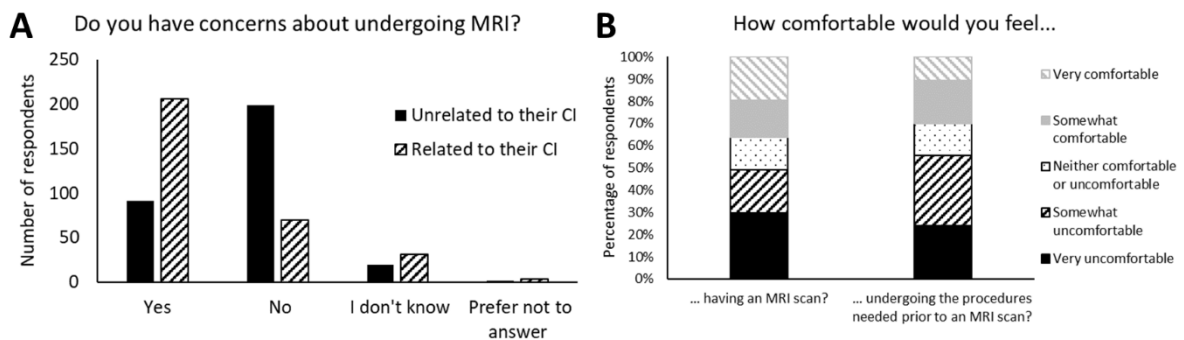 A
Do you have concerns about undergoing MRI?
Number of respondents
250
200
150
100
50
0
Unrelated to their CI
Related to their CI
Yes
No
I don't know
Prefer not to
answer
B
How comfortable would you feel...
Percentage of respondents
100%
90%
80%
70%
60%
50%
40%
30%
20%
10%
0%
... having an MRI scan?
... undergoing the procedures
needed prior to an MRI scan?
Very comfortable
Somewhat
comfortable
Neither comfortable
or uncomfortable
Somewhat
uncomfortable
Very uncomfortable